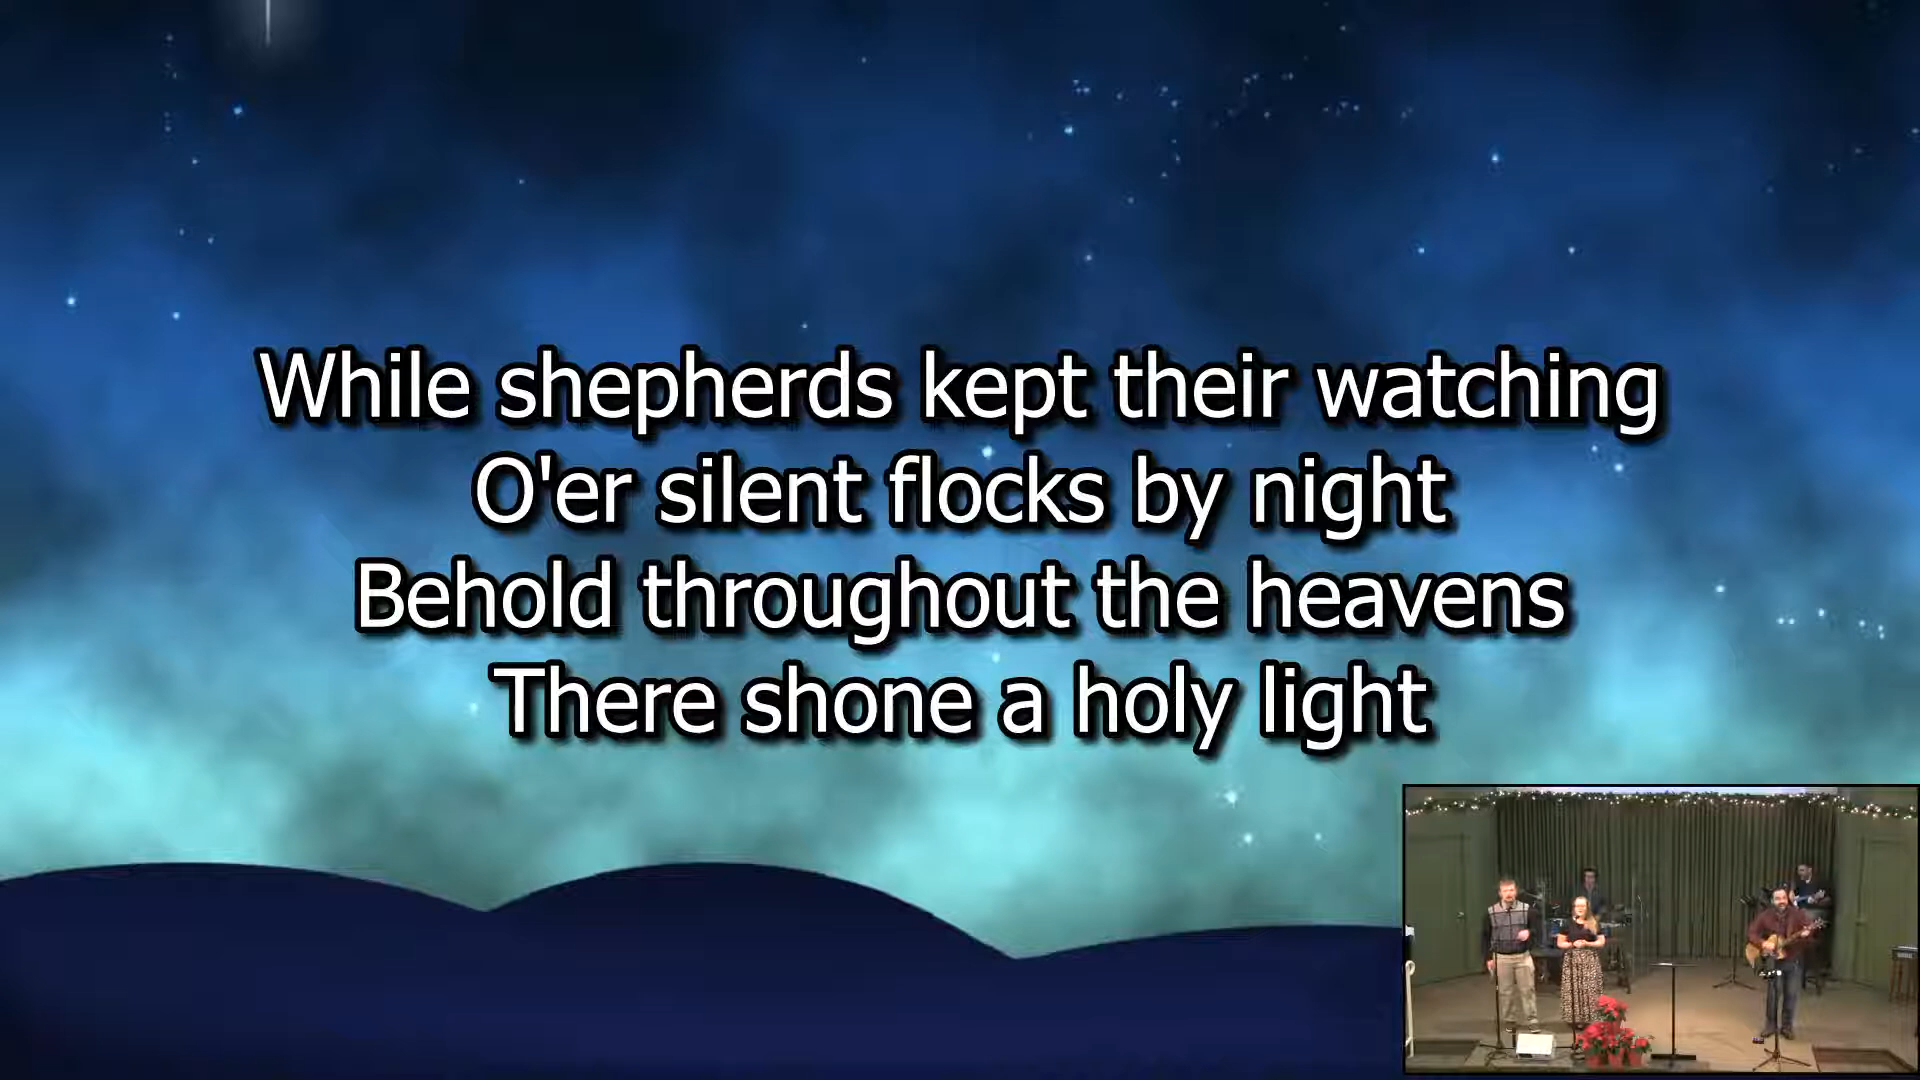 While shepherds kept their watching
O'er silent flocks by night
Behold throughout the heavens
There shone a holy light